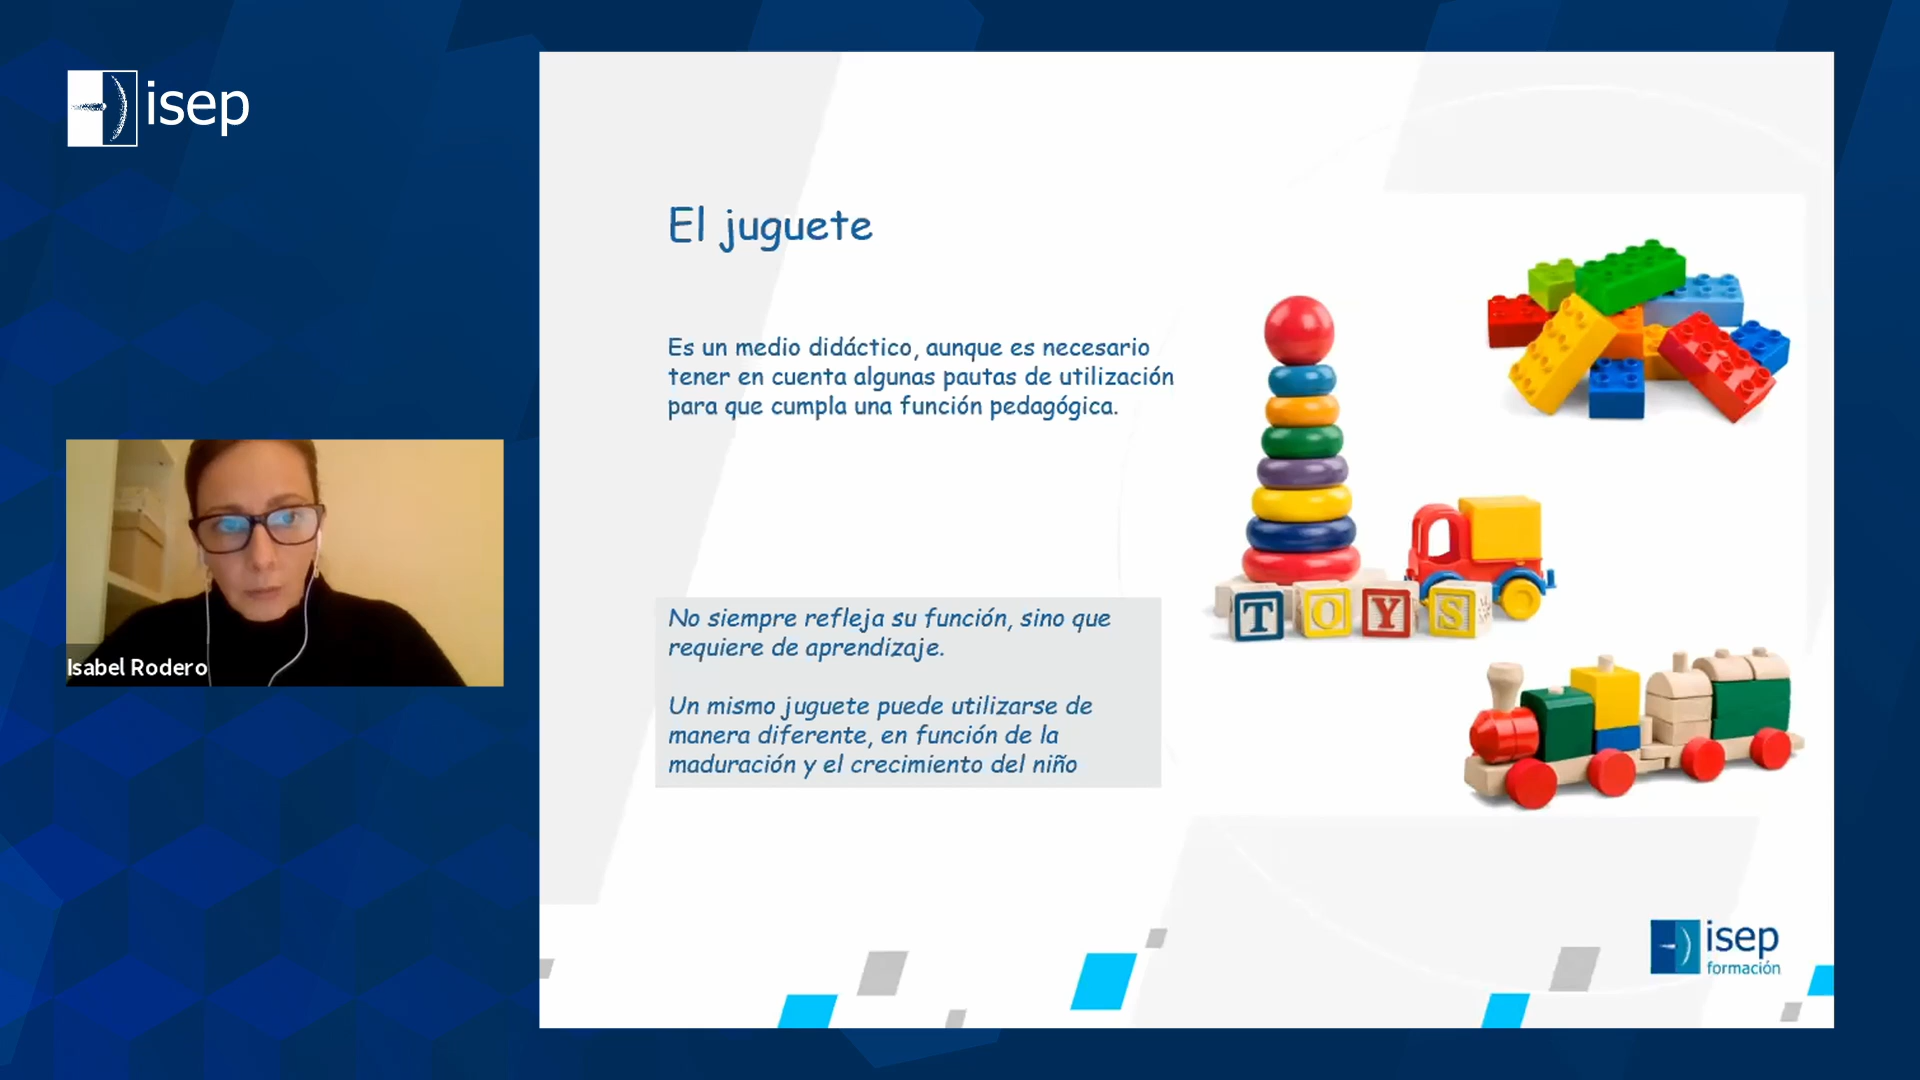 isep
El juguete
Es un medio didáctico, aunque es necesario
tener en cuenta algunas pautas de utilización
para que cumpla una función pedagógica.
No siempre refleja su función, sino que
requiere de aprendizaje.
Un mismo juguete puede utilizarse de
manera diferente, en función de la
maduración y el crecimiento del niño
TOYS
Isabel Rodero
isep
formación